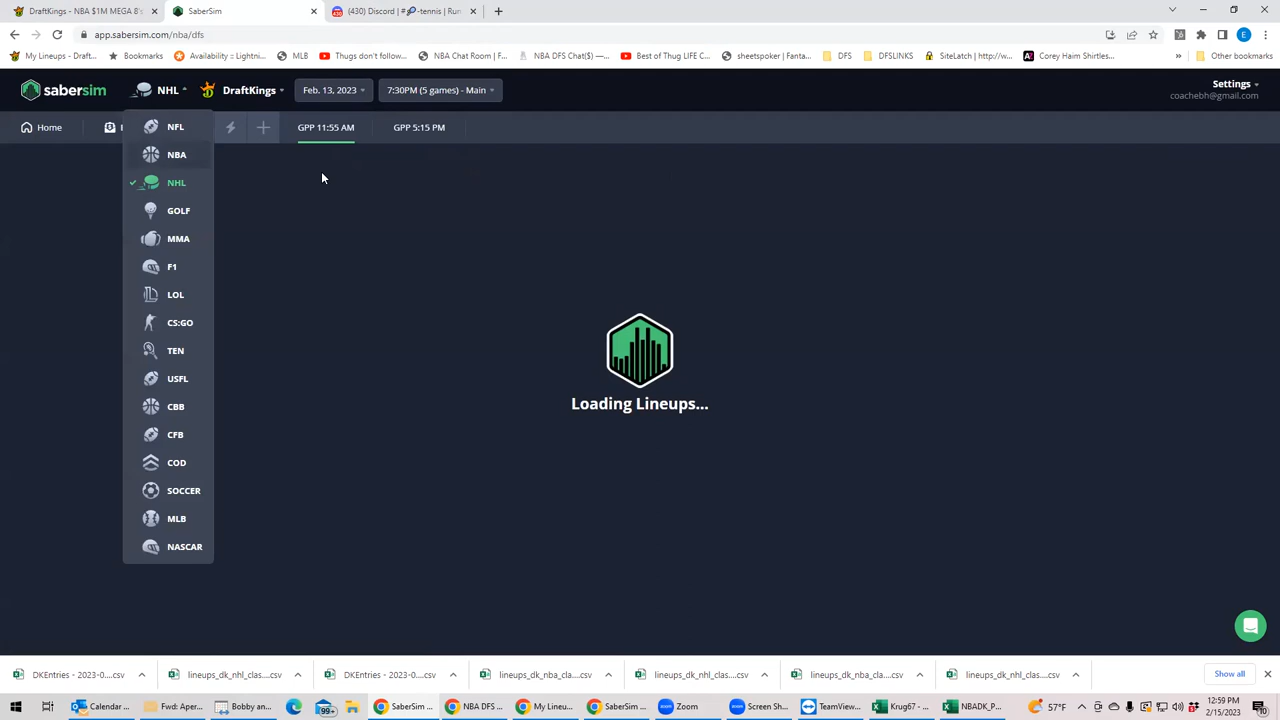 DraftKings - NBA $1M MEGA 8's
SaberSim
(430) Discord | #🎾-tennis | Run
app.sabersim.com/nba/dfs
My Lineups - Draft...
Bookmarks
Availability :: Lightni...
MLB
Thugs don't follow...
NBA Chat Room | F...
NBA DFS Chat($) —...
Best of Thug LIFE C...
sheetspoker | Fanta...
DFS
DFSLINKS
SiteLatch | http://w...
Corey Haim Shirtles...
»
Other bookmarks
sabersim
NHL
DraftKings
Feb. 13, 2023
7:30PM (5 games) - Main
Settings
coachebh@gmail.com
Home
GPP 11:55 AM
GPP 5:15 PM
NFL
NBA
NHL
GOLF
MMA
F1
LOL
CS:GO
TEN
USFL
CBB
CFB
COD
SOCCER
MLB
NASCAR
Loading Lineups...
DKEntries - 2023-0....csv
lineups_dk_nhl_clas....csv
DKEntries - 2023-0....csv
lineups_dk_nba_cla....csv
lineups_dk_nhl_clas....csv
lineups_dk_nba_cla....csv
lineups_dk_nhl_clas....csv
Show all
Calendar ...
Fwd: Aper...
Bobby an...
99+
SaberSim ...
NBA DFS ...
My Lineu...
SaberSim ...
Zoom
Screen Sh...
TeamView...
Krug67 - ...
NBADK_P...
57°F
12:59 PM
2/15/2023